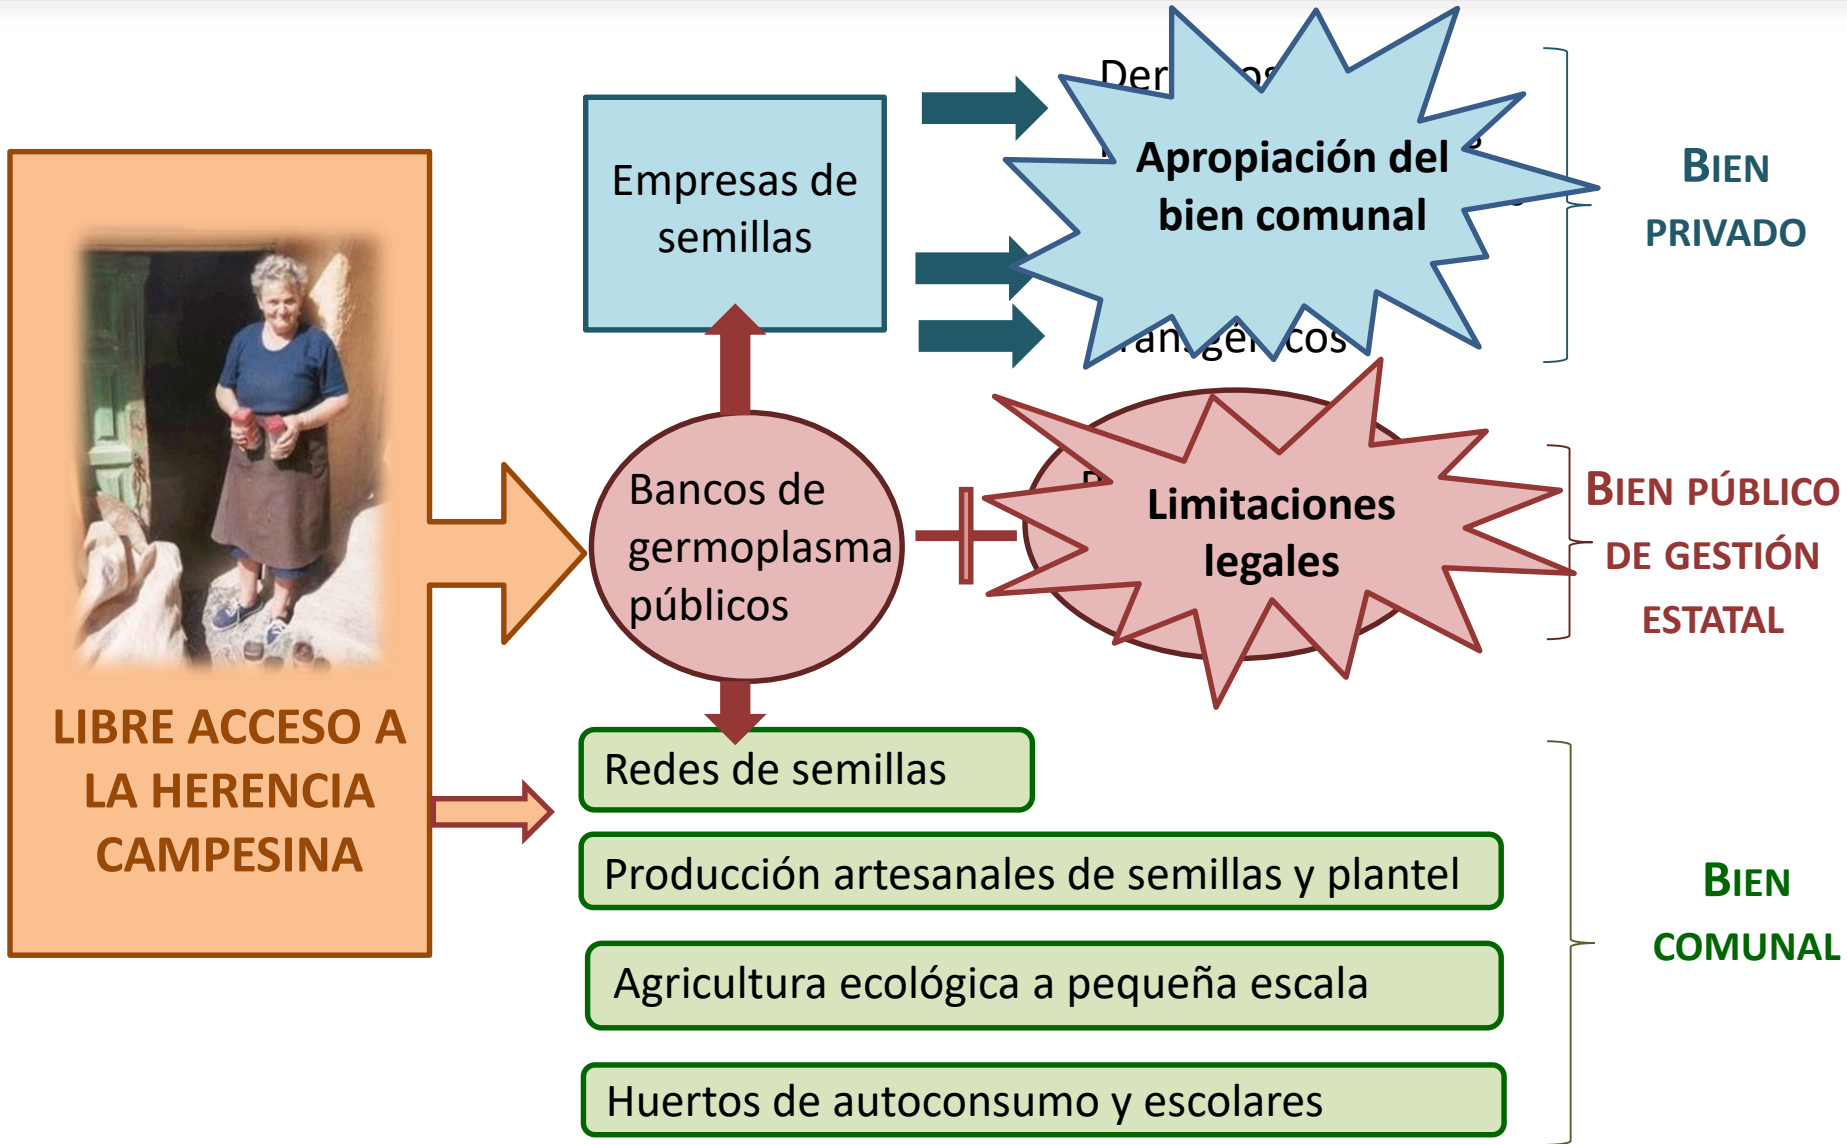 LIBRE ACCESO A
LA HERENCIA
CAMPESINA
Empresas de
semillas
Apropiación del
bien comunal
BIEN
PRIVADO
Bancos de
germoplasma
públicos
Limitaciones
legales
BIEN PÚBLICO
DE GESTIÓN
ESTATAL
Redes de semillas
Producción artesanales de semillas y plantel
Agricultura ecológica a pequeña escala
Huertos de autoconsumo y escolares
BIEN
COMUNAL